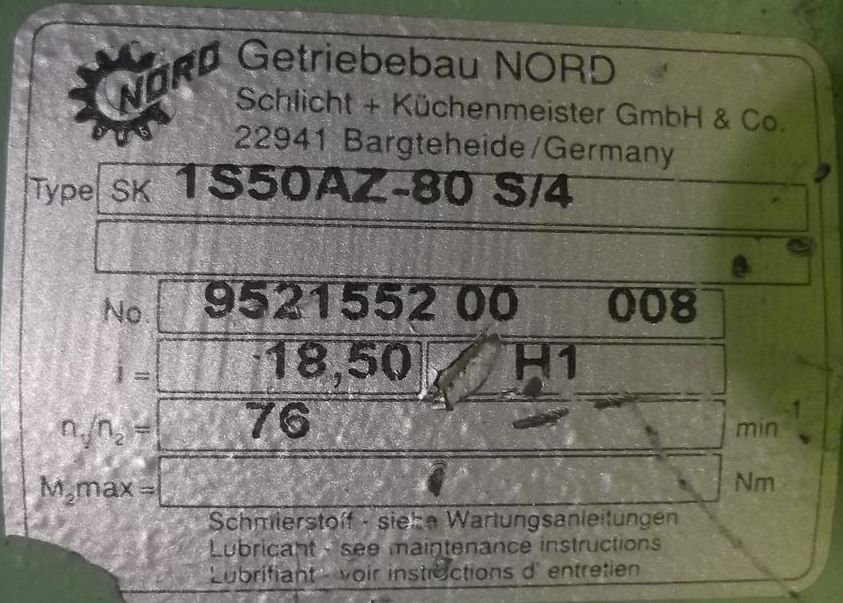 NORD Getriebebau NORD
Schlicht + Küchenmeister GmbH & Co.
22941 Bargteheide/Germany
Type SK 1S50AZ-80 S/4
No. 9521552 00 008
i = 18,50 H1
n₁/n₂ = 76 min⁻¹
M₂max = Nm
Schmierstoff - siehe Wartungsanleitungen
Lubricant - see maintenance instructions
Lubrifiant - voir instructions d' entretien